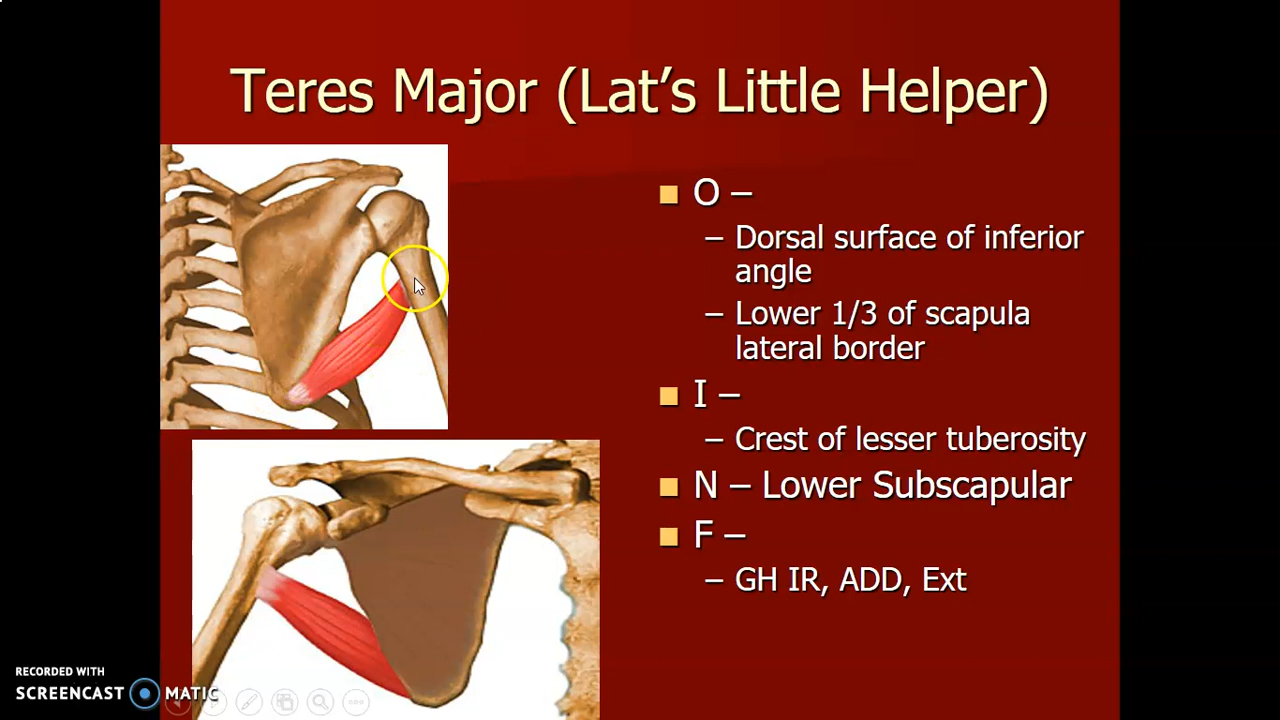 Teres Major (Lat’s Little Helper)
O –
– Dorsal surface of inferior
angle
– Lower 1/3 of scapula
lateral border
I –
– Crest of lesser tuberosity
N – Lower Subscapular
F –
– GH IR, ADD, Ext
RECORDED WITH
SCREENCAST MATIC